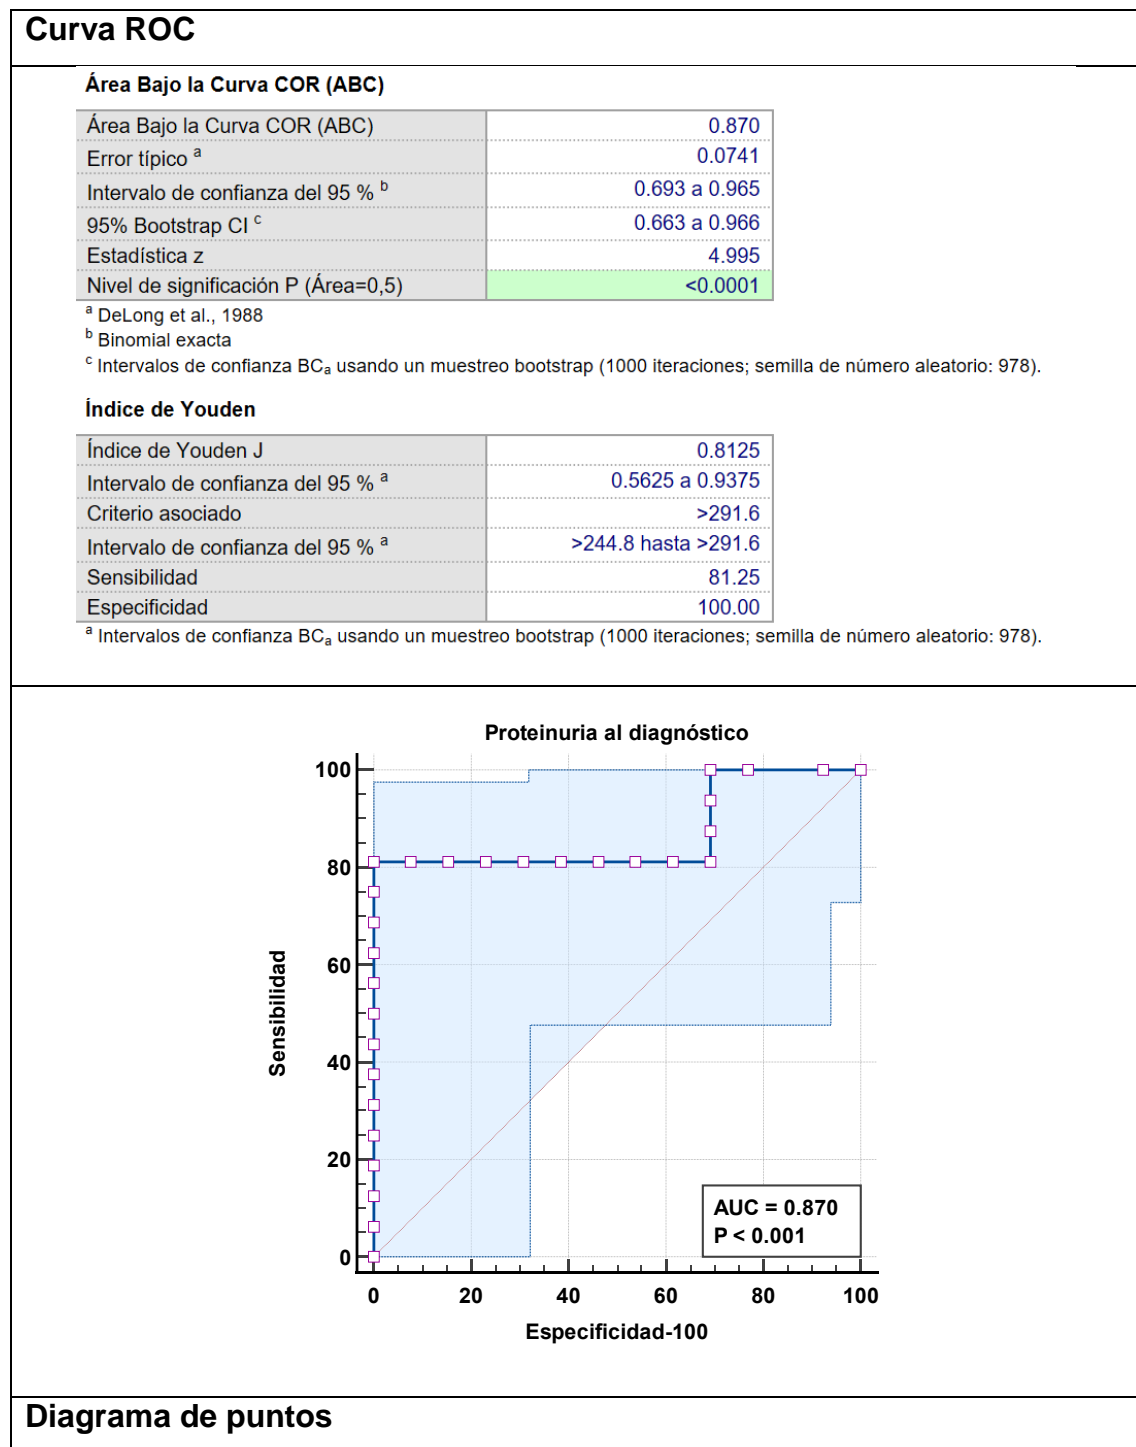 Curva ROC
Área Bajo la Curva COR (ABC)
Área Bajo la Curva COR (ABC) 0.870
Error típico a 0.0741
Intervalo de confianza del 95 % b 0.693 a 0.965
95% Bootstrap CI c 0.663 a 0.966
Estadística z 4.995
Nivel de significación P (Área=0,5) <0.0001
a DeLong et al., 1988
b Binomial exacta
c Intervalos de confianza BCa usando un muestreo bootstrap (1000 iteraciones; semilla de número aleatorio: 978).
Índice de Youden
Índice de Youden J 0.8125
Intervalo de confianza del 95 % a 0.5625 a 0.9375
Criterio asociado >291.6
Intervalo de confianza del 95 % a >244.8 hasta >291.6
Sensibilidad 81.25
Especificidad 100.00
a Intervalos de confianza BCa usando un muestreo bootstrap (1000 iteraciones; semilla de número aleatorio: 978).
Proteinuria al diagnóstico
100
80
60
40
20
0
Sensibilidad
AUC = 0.870
P < 0.001
0 20 40 60 80 100
Especificidad-100
Diagrama de puntos